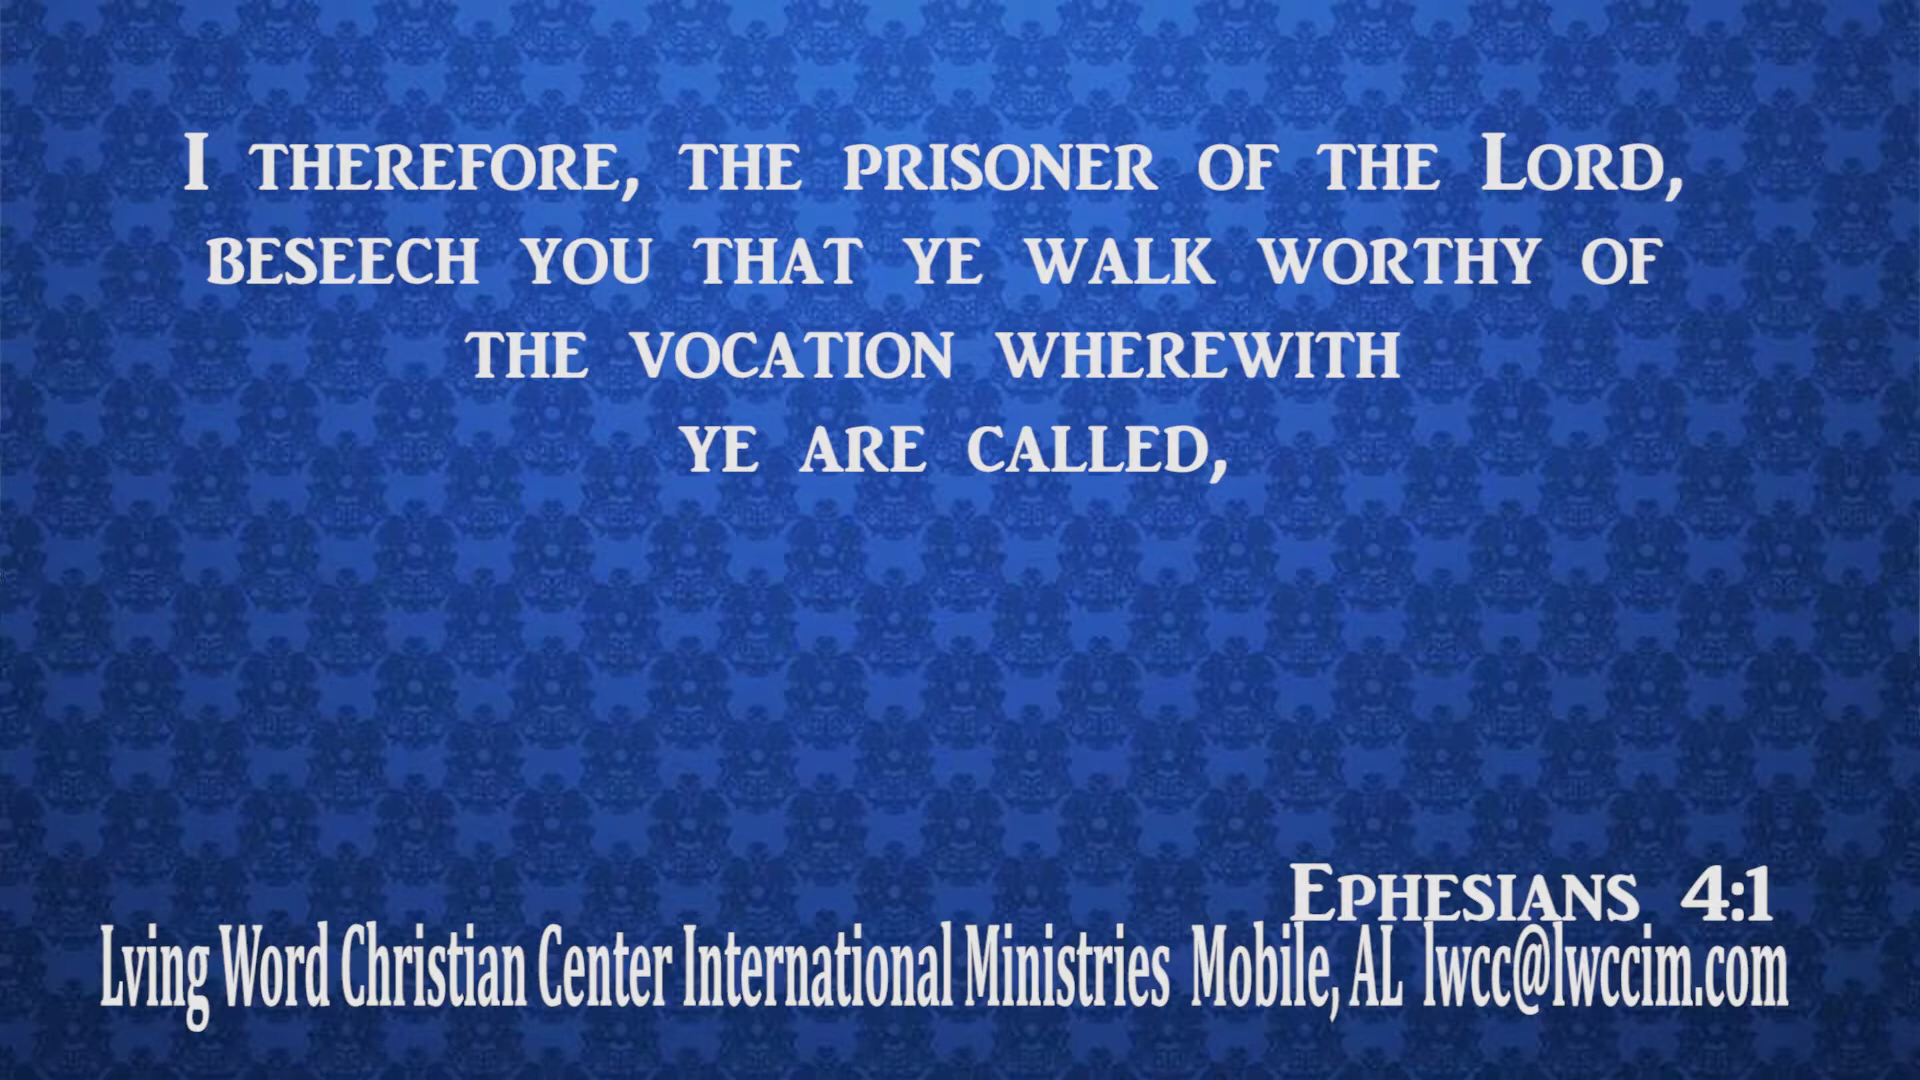 I therefore, the prisoner of the Lord,
beseech you that ye walk worthy of
the vocation wherewith
ye are called,
Ephesians 4:1
Lving Word Christian Center International Ministries Mobile, AL lwcc@lwccim.com